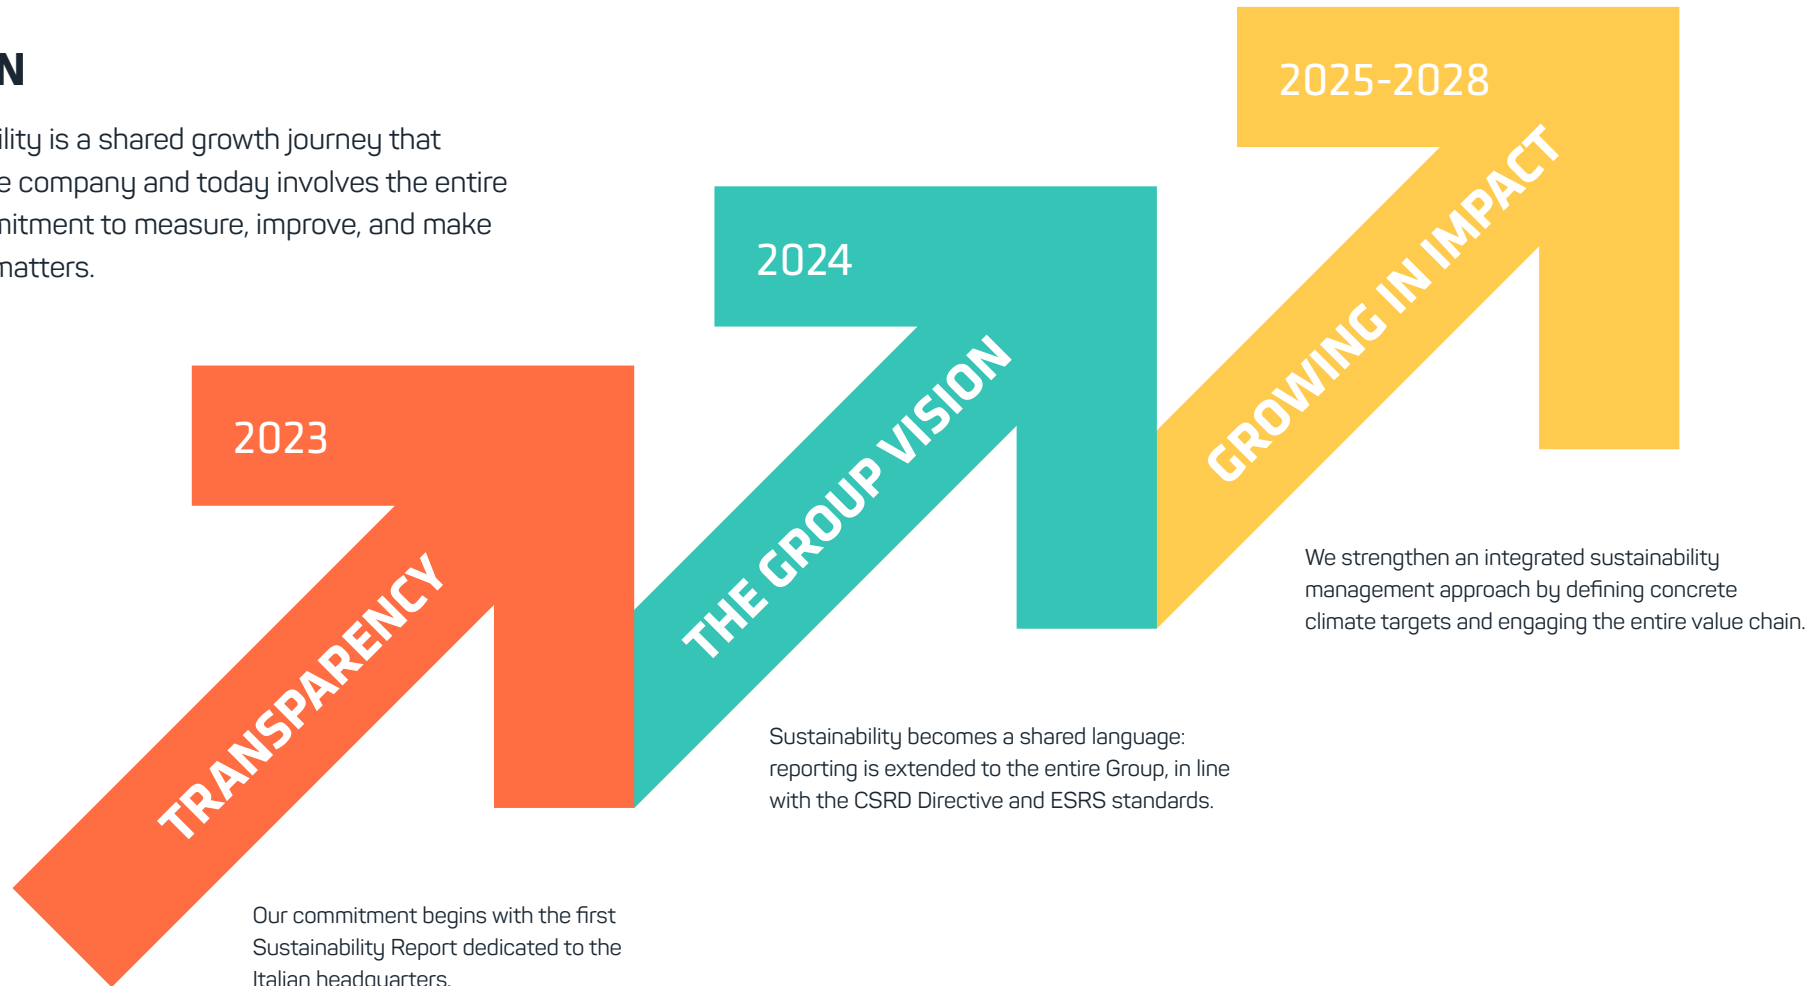 N
ility is a shared growth journey that
e company and today involves the entire
mitment to measure, improve, and make
matters.
2023
TRANSPARENCY
Our commitment begins with the first
Sustainability Report dedicated to the
Italian headquarters.
2024
THE GROUP VISION
Sustainability becomes a shared language:
reporting is extended to the entire Group, in line
with the CSRD Directive and ESRS standards.
2025-2028
GROWING IN IMPACT
We strengthen an integrated sustainability
management approach by defining concrete
climate targets and engaging the entire value chain.